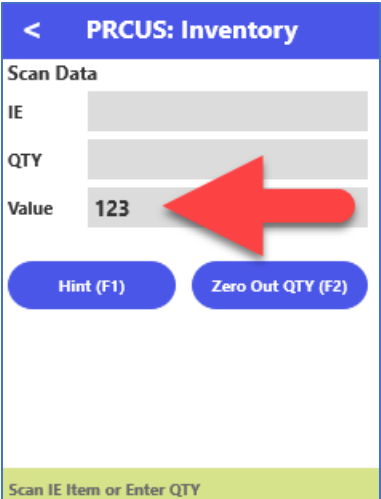 < PRCUS: Inventory
Scan Data
IE
QTY
Value 123
Hint (F1) Zero Out QTY (F2)
Scan IE Item or Enter QTY